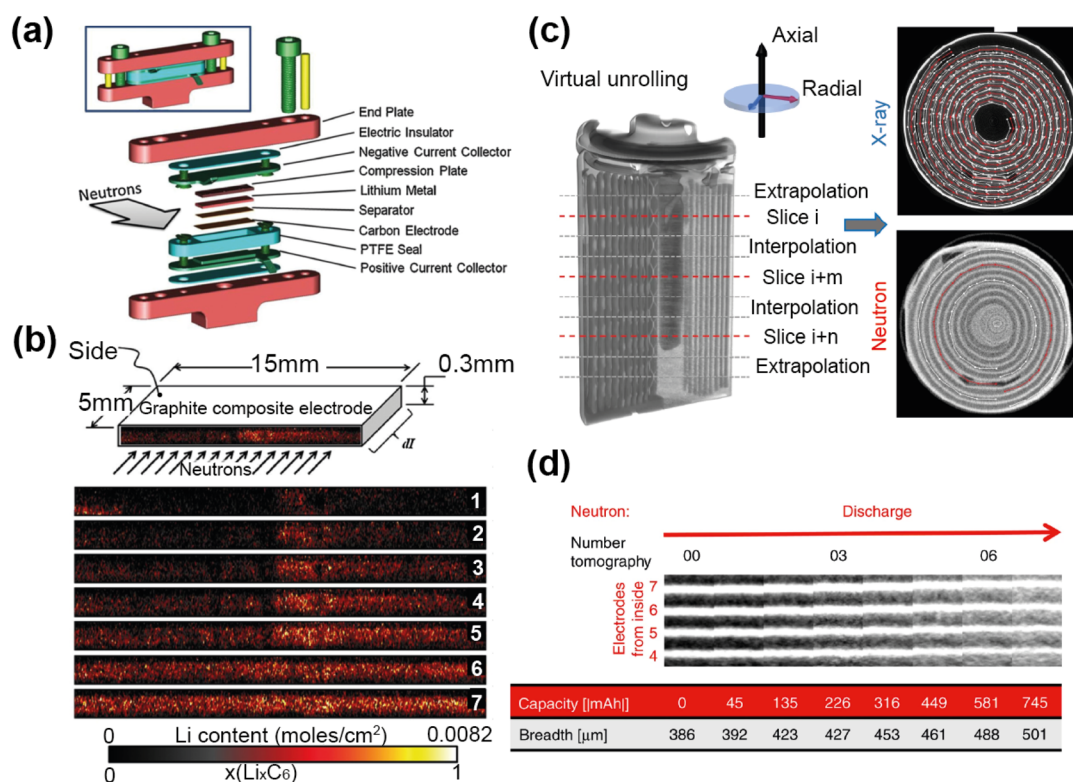 (a)
End Plate
Electric Insulator
Negative Current Collector
Compression Plate
Lithium Metal
Separator
Carbon Electrode
PTFE Seal
Positive Current Collector
Neutrons
(b)
Side
15mm
0.3mm
5mm
Graphite composite electrode
dI
Neutrons
1
2
3
4
5
6
7
0 Li content (moles/cm²) 0.0082
0 x(LiₓC₆) 1
(c)
Virtual unrolling
Axial
Radial
Extrapolation
Slice i
Interpolation
Slice i+m
Interpolation
Slice i+n
Extrapolation
X-ray
Neutron
(d)
Neutron: Discharge
Number tomography 00 03 06
Electrodes from inside
7
6
5
4
Capacity [|mAh|] 0 45 135 226 316 449 581 745
Breadth [µm] 386 392 423 427 453 461 488 501